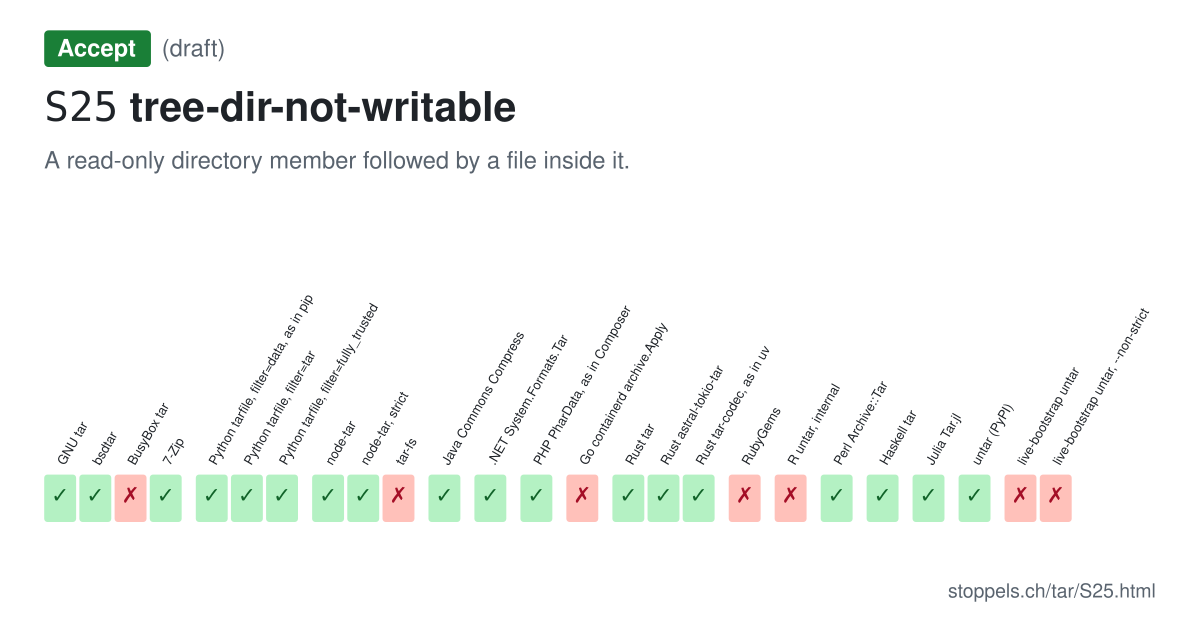 Accept (draft)
S25 tree-dir-not-writable
A read-only directory member followed by a file inside it.
GNU tar
bsdtar
BusyBox tar
7-Zip
Python tarfile, filter=data, as in pip
Python tarfile, filter=tar
Python tarfile, filter=fully_trusted
node-tar
node-tar, strict
tar-fs
Java Commons Compress
.NET System.Formats.Tar
PHP PharData, as in Composer
Go containerd archive.Apply
Rust tar
Rust astral-tokio-tar
Rust tar-codec, as in uv
RubyGems
R untar, internal
Perl Archive::Tar
Haskell tar
Julia Tar.jl
untar (PyPI)
live-bootstrap untar
live-bootstrap untar, --non-strict
✓ ✓ ✗ ✓ ✓ ✓ ✓ ✓ ✓ ✗ ✓ ✓ ✓ ✗ ✓ ✓ ✓ ✗ ✗ ✓ ✓ ✓ ✓ ✗ ✗
stoppels.ch/tar/S25.html